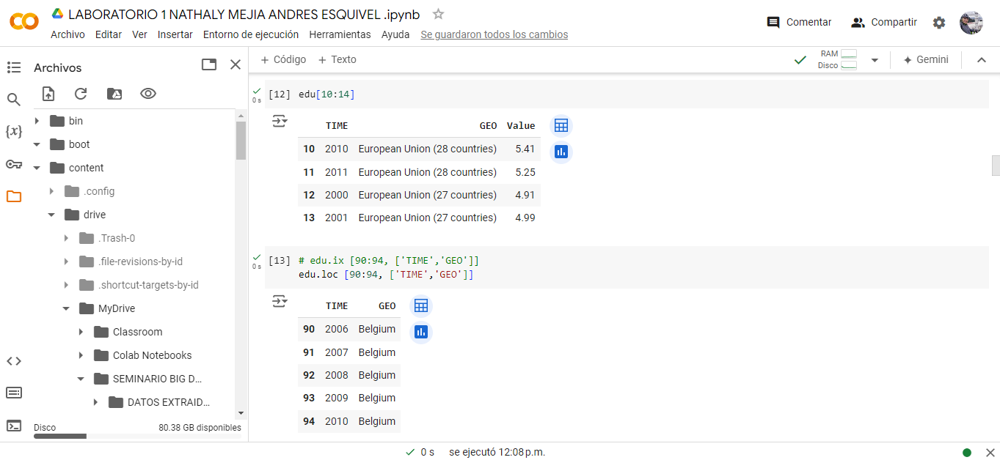 LABORATORIO 1 NATHALY MEJIA ANDRES ESQUIVEL .ipynb
Archivo Editar Ver Insertar Entorno de ejecución Herramientas Ayuda Se guardaron todos los cambios
Comentar Compartir
Archivos
+ Código + Texto
RAM
Disco
Gemini
bin
boot
content
.config
drive
.Trash-0
.file-revisions-by-id
.shortcut-targets-by-id
MyDrive
Classroom
Colab Notebooks
SEMINARIO BIG D...
DATOS EXTRAID...
Disco 80.38 GB disponibles
{x}
0 s
[12] edu[10:14]
TIME GEO Value
10 2010 European Union (28 countries) 5.41
11 2011 European Union (28 countries) 5.25
12 2000 European Union (27 countries) 4.91
13 2001 European Union (27 countries) 4.99
0 s
[13] # edu.ix [90:94, ['TIME','GEO']]
edu.loc [90:94, ['TIME','GEO']]
TIME GEO
90 2006 Belgium
91 2007 Belgium
92 2008 Belgium
93 2009 Belgium
94 2010 Belgium
0 s se ejecutó 12:08 p.m.